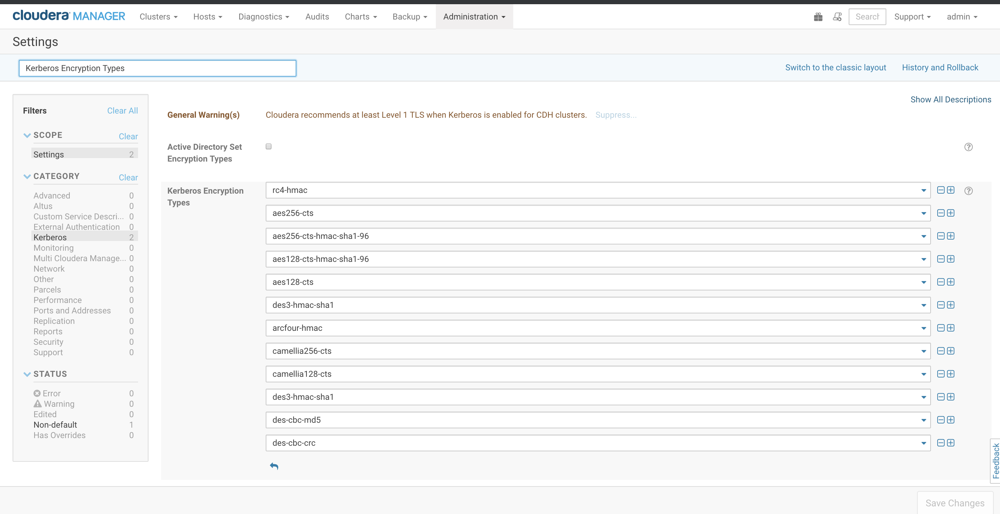 cloudera MANAGER Clusters Hosts Diagnostics Audits Charts Backup Administration Search Support admin
Settings
Kerberos Encryption Types Switch to the classic layout History and Rollback
Show All Descriptions
Filters Clear All
SCOPE Clear
Settings 2
CATEGORY Clear
Advanced 0
Altus 0
Custom Service Descri... 0
External Authentication 0
Kerberos 2
Monitoring 0
Multi Cloudera Manage... 0
Network 0
Other 0
Parcels 0
Performance 0
Ports and Addresses 0
Replication 0
Reports 0
Security 0
Support 0
STATUS
Error 0
Warning 0
Edited 0
Non-default 1
Has Overrides 0
General Warning(s) Cloudera recommends at least Level 1 TLS when Kerberos is enabled for CDH clusters. Suppress...
Active Directory Set
Encryption Types
Kerberos Encryption
Types
rc4-hmac
aes256-cts
aes256-cts-hmac-sha1-96
aes128-cts-hmac-sha1-96
aes128-cts
des3-hmac-sha1
arcfour-hmac
camellia256-cts
camellia128-cts
des3-hmac-sha1
des-cbc-md5
des-cbc-crc
Feedback
Save Changes